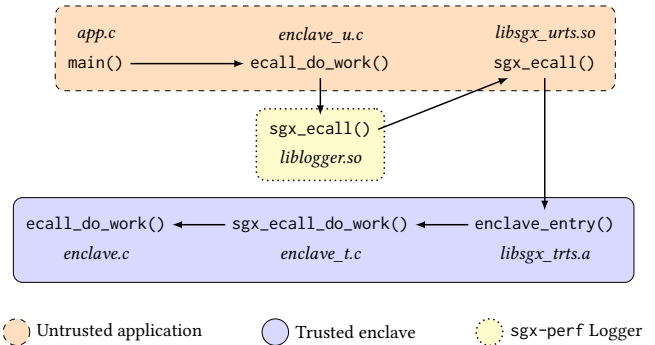 app.c enclave_u.c libsgx_urts.so
main() ecall_do_work() sgx_ecall()
sgx_ecall()
liblogger.so
ecall_do_work() sgx_ecall_do_work() enclave_entry()
enclave.c enclave_t.c libsgx_trts.a
Untrusted application Trusted enclave sgx-perf Logger